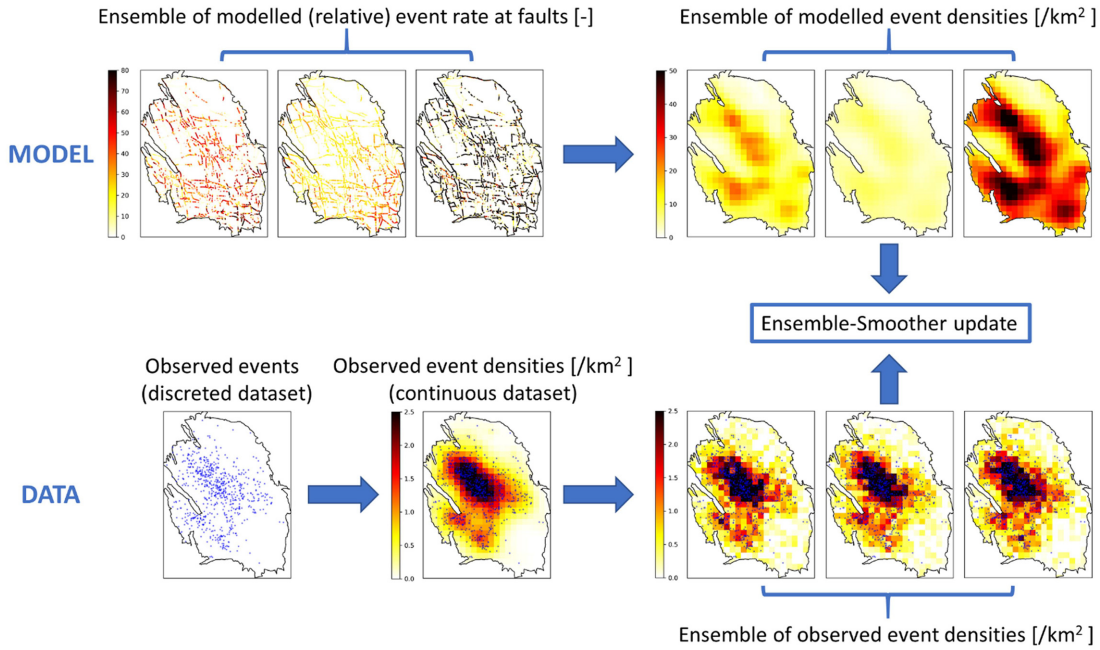 Ensemble of modelled (relative) event rate at faults [-]
Ensemble of modelled event densities [/km2 ]
80
70
60
50
40
30
20
10
0
50
40
30
20
10
0
MODEL
Ensemble-Smoother update
Observed events
(discreted dataset)
Observed event densities [/km2 ]
(continuous dataset)
2.5
2.0
1.5
1.0
0.5
0.0
2.5
2.0
1.5
1.0
0.5
0.0
DATA
Ensemble of observed event densities [/km2 ]